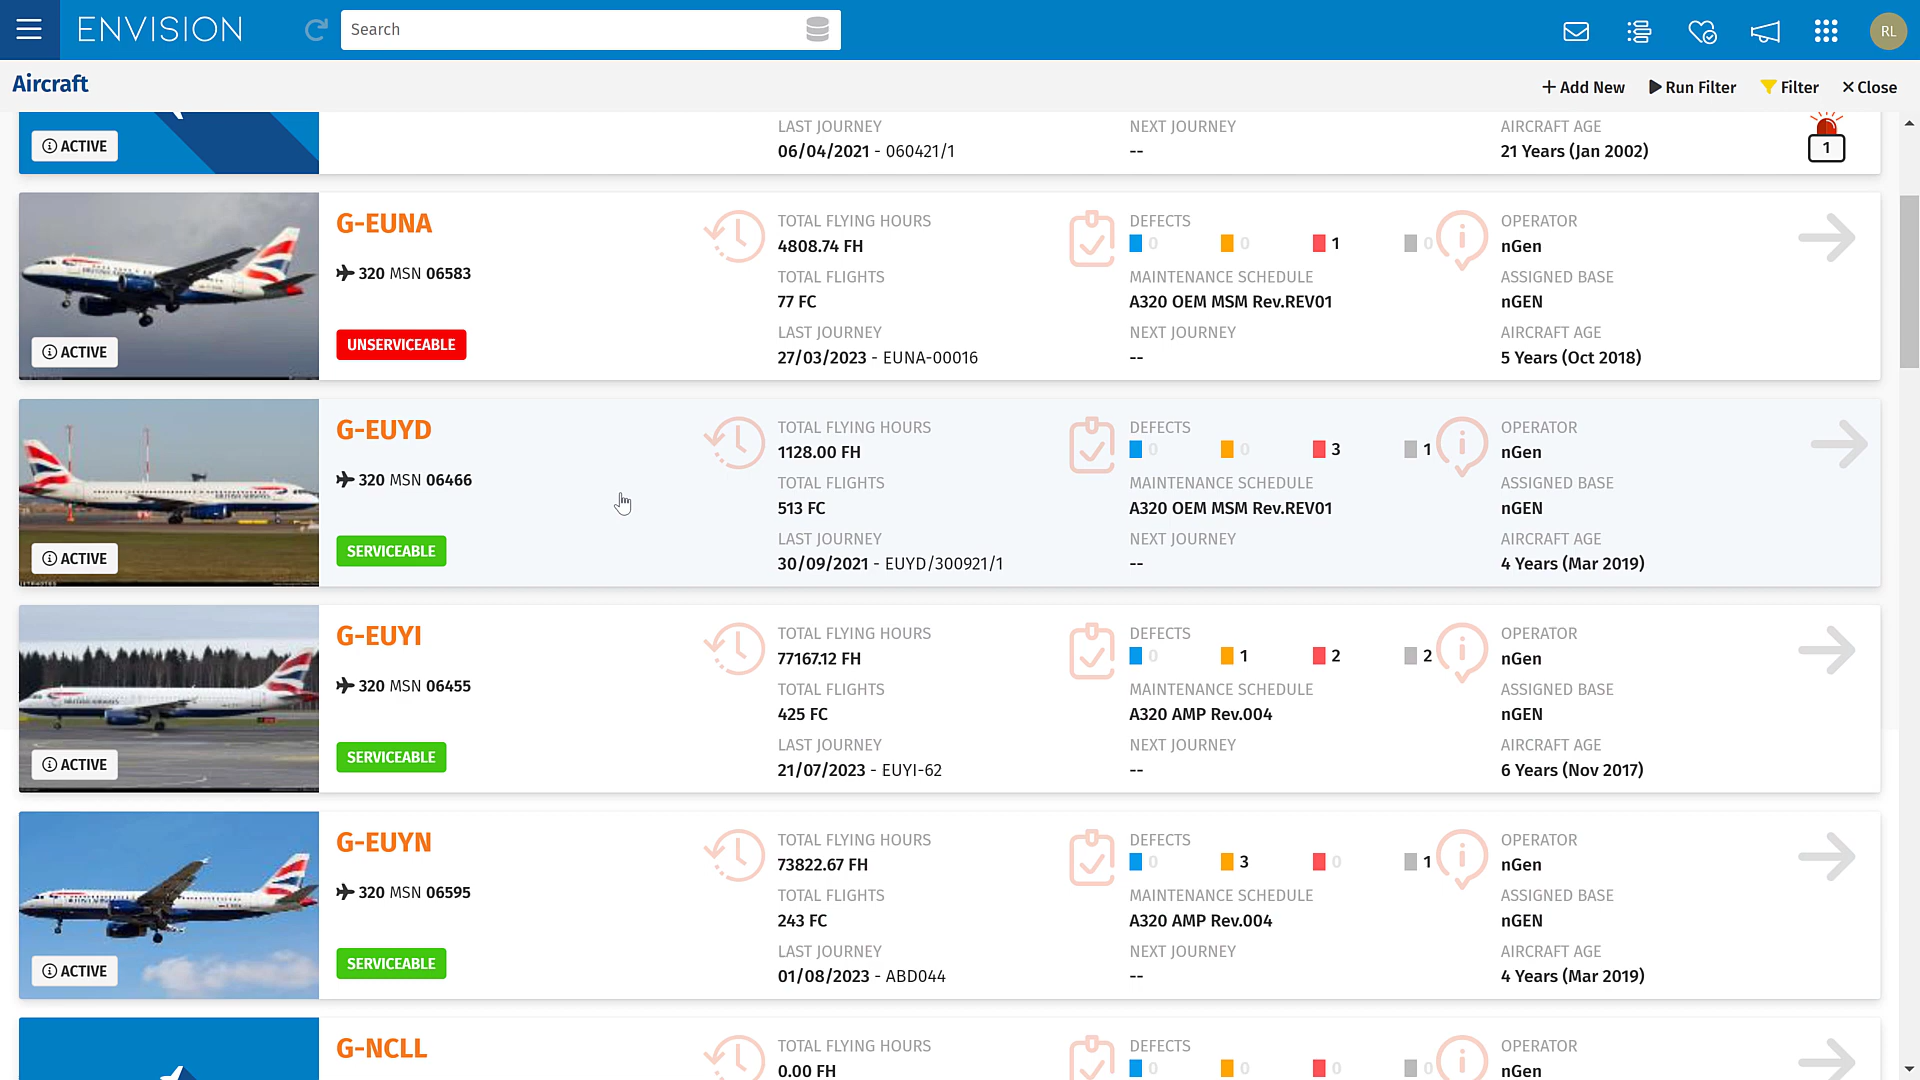 ENVISION
Search
RL
Aircraft
Add New
Run Filter
Filter
Close
ACTIVE
LAST JOURNEY
06/04/2021 - 060421/1
NEXT JOURNEY
--
AIRCRAFT AGE
21 Years (Jan 2002)
1
ACTIVE
G-EUNA
320 MSN 06583
UNSERVICEABLE
TOTAL FLYING HOURS
4808.74 FH
TOTAL FLIGHTS
77 FC
LAST JOURNEY
27/03/2023 - EUNA-00016
DEFECTS
0 0 1 0
MAINTENANCE SCHEDULE
A320 OEM MSM Rev.REV01
NEXT JOURNEY
--
OPERATOR
nGen
ASSIGNED BASE
nGEN
AIRCRAFT AGE
5 Years (Oct 2018)
ACTIVE
G-EUYD
320 MSN 06466
SERVICEABLE
TOTAL FLYING HOURS
1128.00 FH
TOTAL FLIGHTS
513 FC
LAST JOURNEY
30/09/2021 - EUYD/300921/1
DEFECTS
0 0 3 1
MAINTENANCE SCHEDULE
A320 OEM MSM Rev.REV01
NEXT JOURNEY
--
OPERATOR
nGen
ASSIGNED BASE
nGEN
AIRCRAFT AGE
4 Years (Mar 2019)
ACTIVE
G-EUYI
320 MSN 06455
SERVICEABLE
TOTAL FLYING HOURS
77167.12 FH
TOTAL FLIGHTS
425 FC
LAST JOURNEY
21/07/2023 - EUYI-62
DEFECTS
0 1 2 2
MAINTENANCE SCHEDULE
A320 AMP Rev.004
NEXT JOURNEY
--
OPERATOR
nGen
ASSIGNED BASE
nGEN
AIRCRAFT AGE
6 Years (Nov 2017)
ACTIVE
G-EUYN
320 MSN 06595
SERVICEABLE
TOTAL FLYING HOURS
73822.67 FH
TOTAL FLIGHTS
243 FC
LAST JOURNEY
01/08/2023 - ABD044
DEFECTS
0 3 0 1
MAINTENANCE SCHEDULE
A320 AMP Rev.004
NEXT JOURNEY
--
OPERATOR
nGen
ASSIGNED BASE
nGEN
AIRCRAFT AGE
4 Years (Mar 2019)
G-NCLL
TOTAL FLYING HOURS
0.00 FH
DEFECTS
0 0 0 0
OPERATOR
nGen